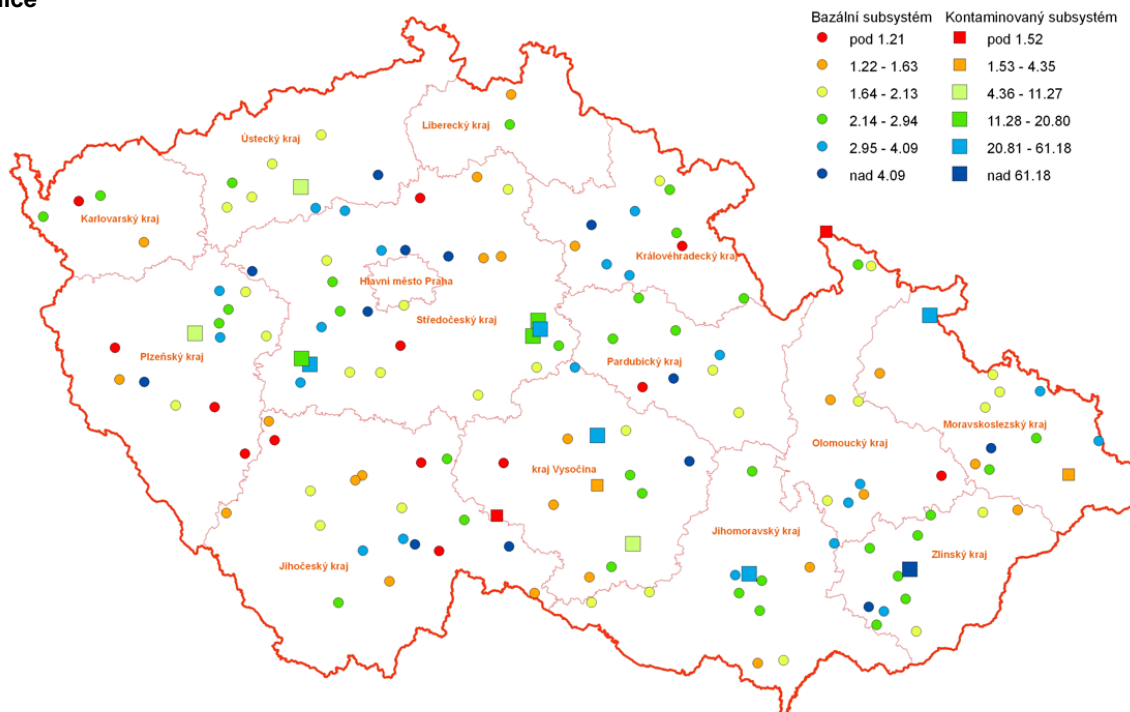 Bazální subsystém Kontaminovaný subsystém
pod 1.21 pod 1.52
1.22 - 1.63 1.53 - 4.35
1.64 - 2.13 4.36 - 11.27
2.14 - 2.94 11.28 - 20.80
2.95 - 4.09 20.81 - 61.18
nad 4.09 nad 61.18
Liberecký kraj
Ústecký kraj
Karlovarský kraj
Královéhradecký kraj
Hlavní město Praha
Středočeský kraj
Plzeňský kraj
Pardubický kraj
Moravskoslezský kraj
Olomoucký kraj
kraj Vysočina
Jihomoravský kraj
Zlínský kraj
Jihočeský kraj